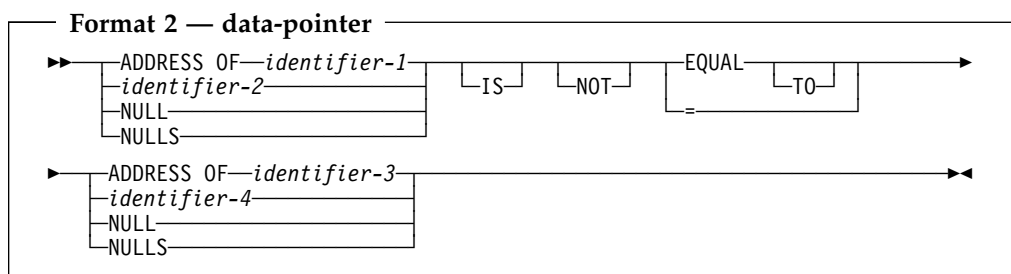 Format 2 — data-pointer
ADDRESS OF identifier-1 IS NOT EQUAL TO
identifier-2 =
NULL
NULLS
ADDRESS OF identifier-3
identifier-4
NULL
NULLS